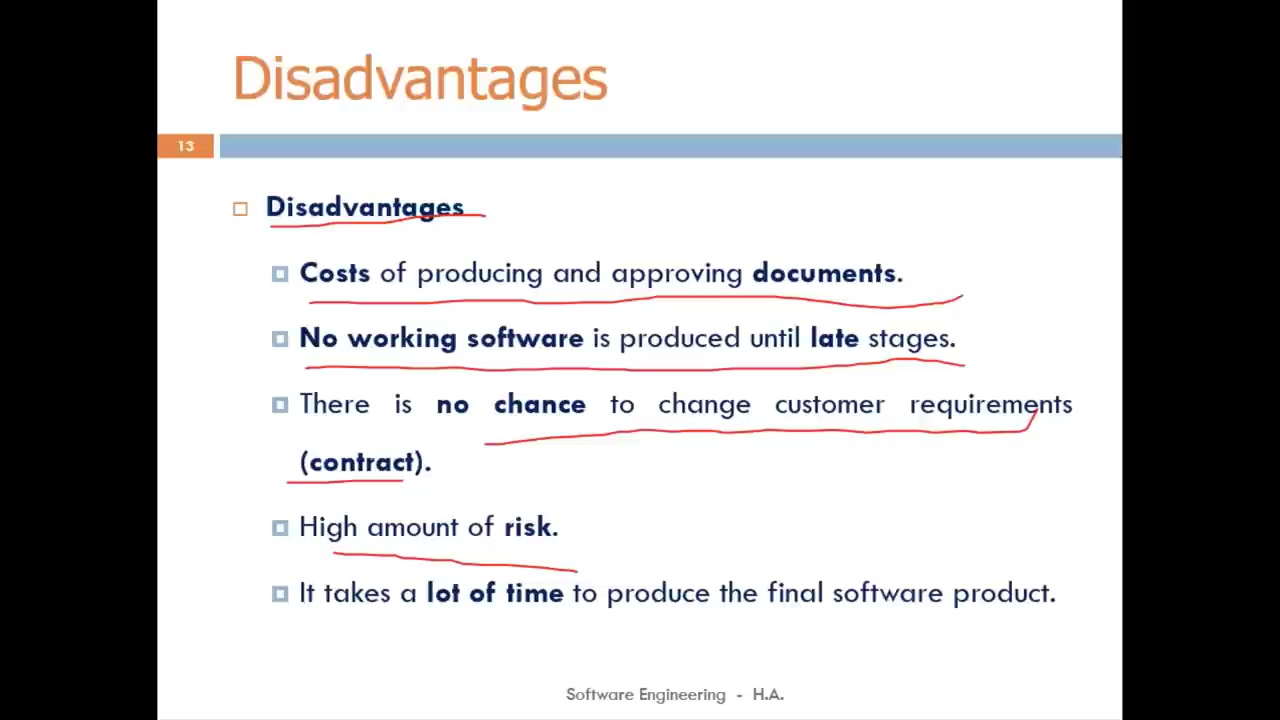 Disadvantages
13
Disadvantages
Costs of producing and approving documents.
No working software is produced until late stages.
There is no chance to change customer requirements
(contract).
High amount of risk.
It takes a lot of time to produce the final software product.
Software Engineering - H.A.